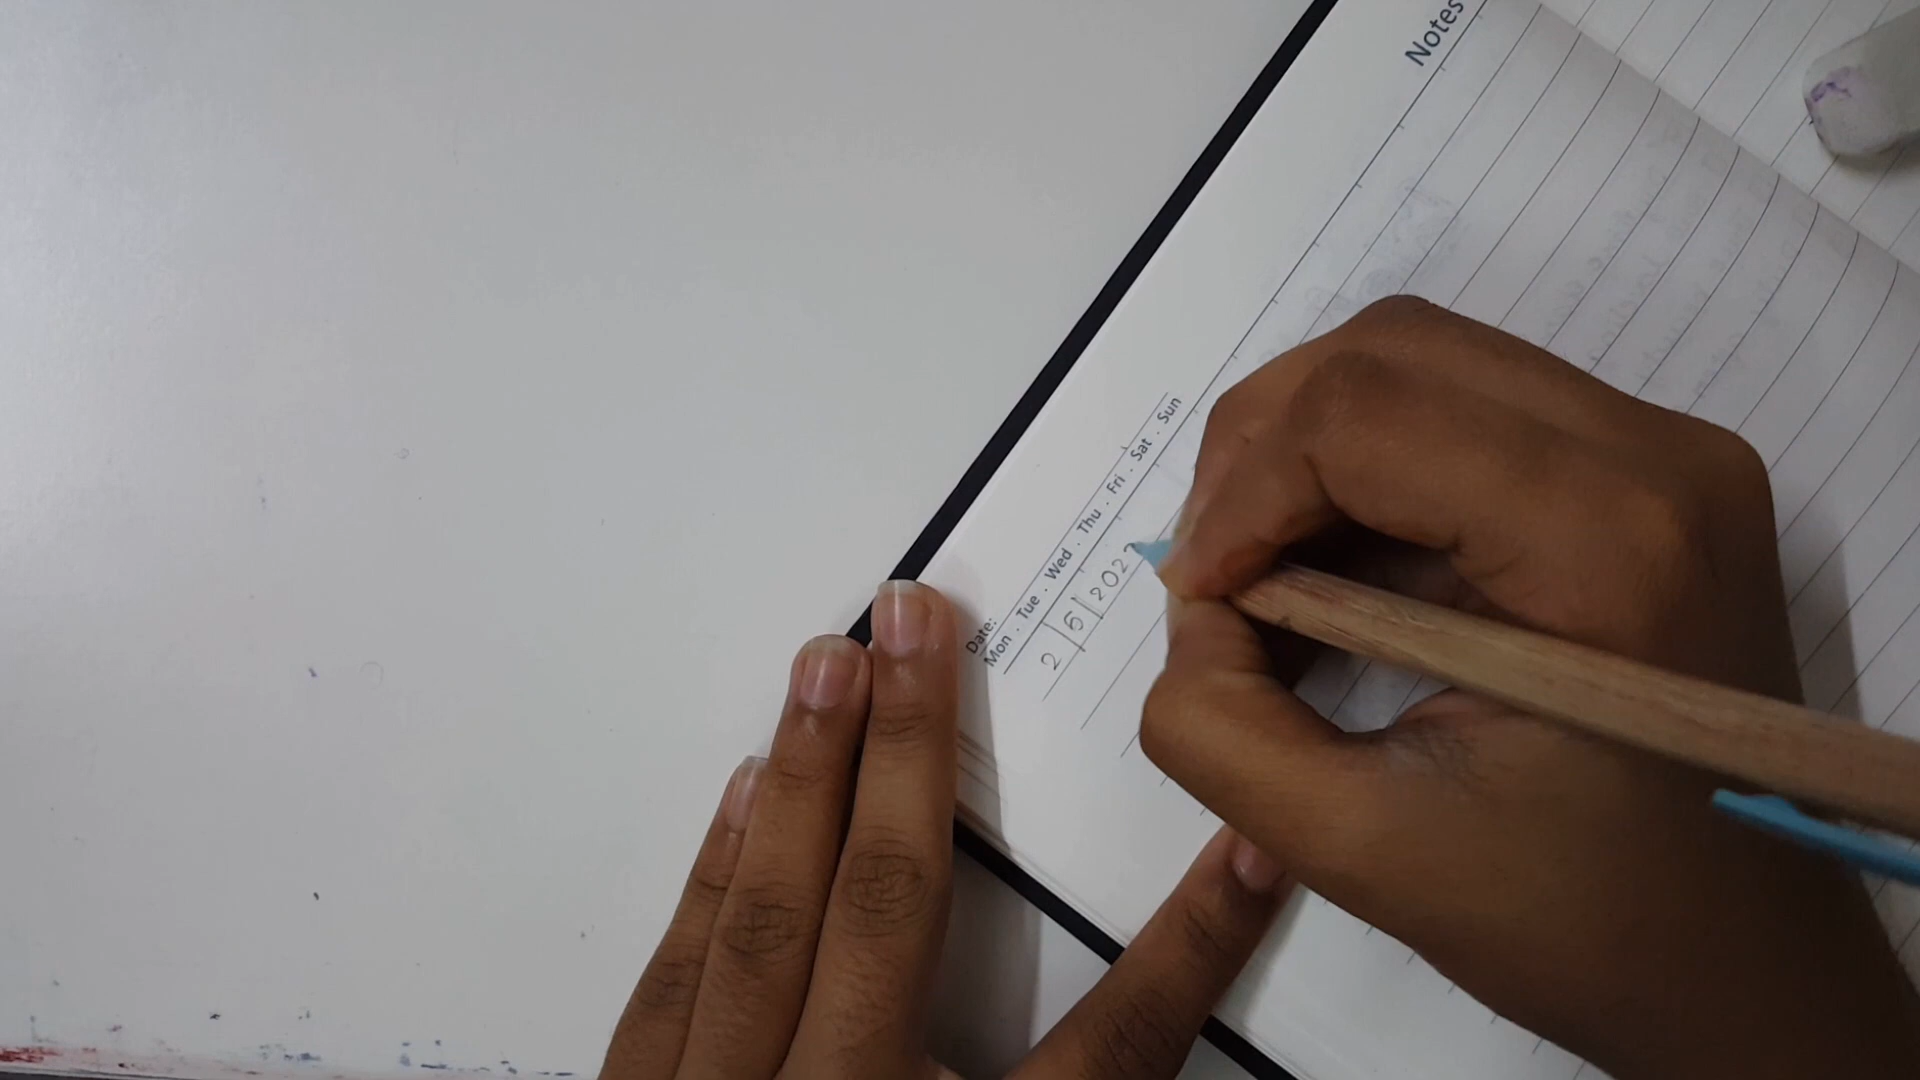 Notes
Date:
Mon . Tue . Wed . Thu . Fri . Sat . Sun
2|6|202